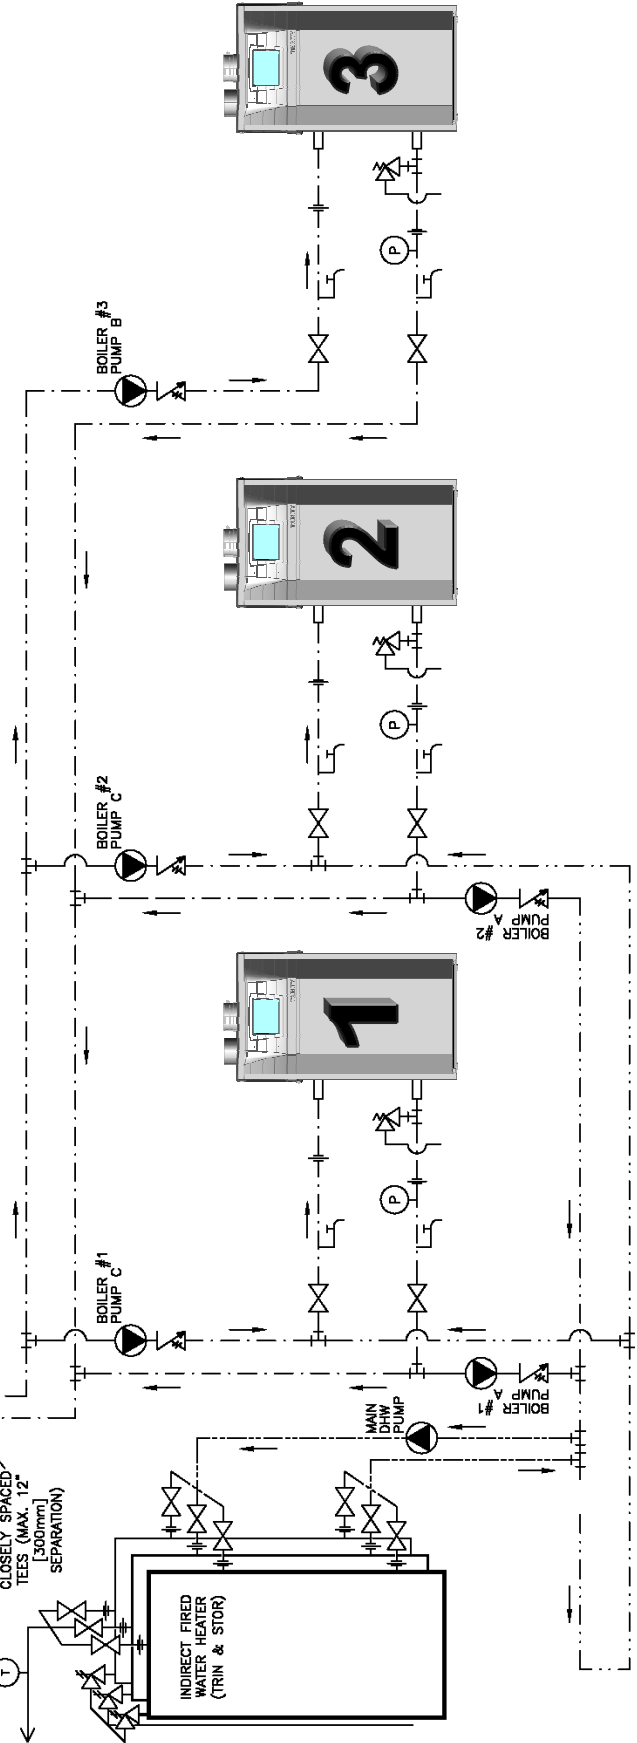 3
BOILER #3
PUMP B
P
2
BOILER #2
PUMP C
P
BOILER #2
PUMP A
1
P
BOILER #1
PUMP C
BOILER #1
PUMP A
MAIN
DHW
PUMP
CLOSELY SPACED
TEES (MAX. 12"
[300mm]
SEPARATION)
T
INDIRECT FIRED
WATER HEATER
(TRIN & STOR)